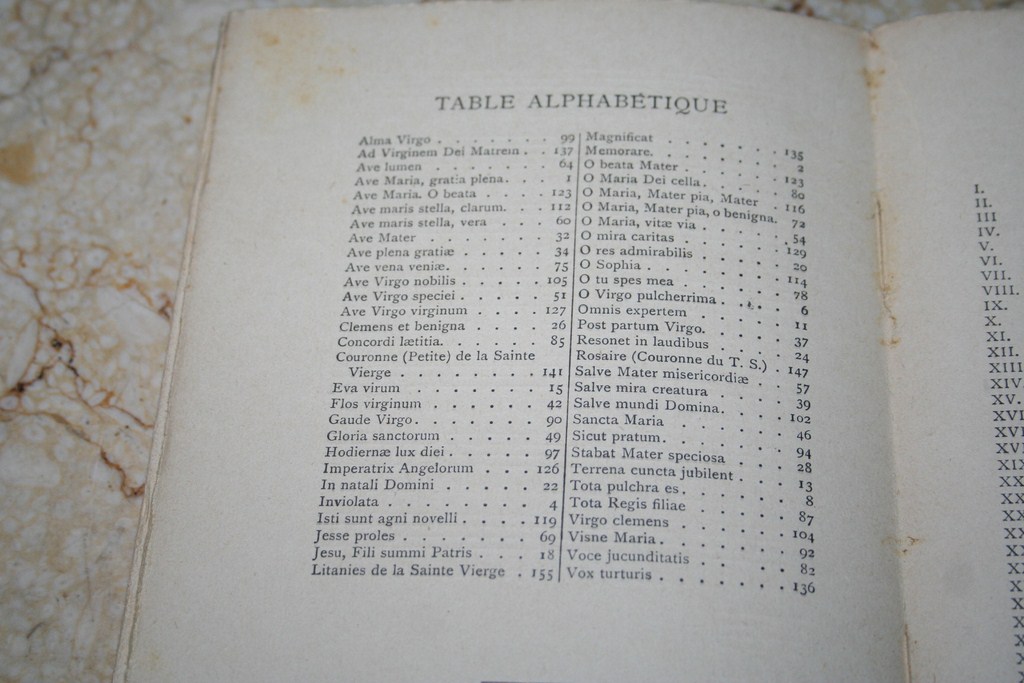 TABLE ALPHABÉTIQUE
Alma Virgo . . . . . . . 99
Ad Virginem Dei Matrem . . 137
Ave lumen . . . . . . . 64
Ave Maria, gratia plena. . . 1
Ave Maria. O beata . . . . 123
Ave maris stella, clarum. . . 112
Ave maris stella, vera . . . 60
Ave Mater . . . . . . . 32
Ave plena gratiæ . . . . . 34
Ave vena veniæ. . . . . . 75
Ave Virgo nobilis . . . . . 105
Ave Virgo speciei . . . . . 51
Ave Virgo virginum . . . . 127
Clemens et benigna . . . . 26
Concordi lætitia. . . . . . 85
Couronne (Petite) de la Sainte
Vierge . . . . . . . . 141
Eva virum . . . . . . . 15
Flos virginum . . . . . . 42
Gaude Virgo. . . . . . . 90
Gloria sanctorum . . . . . 49
Hodiernæ lux diei . . . . . 97
Imperatrix Angelorum . . . 126
In natali Domini . . . . . 22
Inviolata . . . . . . . . 4
Isti sunt agni novelli . . . . 119
Jesse proles . . . . . . . 69
Jesu, Fili summi Patris . . . 18
Litanies de la Sainte Vierge . 155
Magnificat . . . . . . . 135
Memorare. . . . . . . . 2
O beata Mater . . . . . . 123
O Maria Dei cella. . . . . 80
O Maria, Mater pia, Mater . 116
O Maria, Mater pia, o benigna. 72
O Maria, vitæ via . . . . . 54
O mira caritas . . . . . . 129
O res admirabilis . . . . . 20
O Sophia . . . . . . . . 114
O tu spes mea . . . . . . 78
O Virgo pulcherrima . . . . 6
Omnis expertem . . . . . 11
Post partum Virgo. . . . . 37
Resonet in laudibus . . . . 24
Rosaire (Couronne du T. S.) . 147
Salve Mater misericordiæ . . 57
Salve mira creatura . . . . 39
Salve mundi Domina. . . . 102
Sancta Maria . . . . . . 46
Sicut pratum. . . . . . . 94
Stabat Mater speciosa . . . 28
Terrena cuncta jubilent . . . 13
Tota pulchra es . . . . . . 8
Tota Regis filiae . . . . . 87
Virgo clemens . . . . . . 104
Visne Maria. . . . . . . 92
Voce jucunditatis . . . . . 82
Vox turturis . . . . . . . 136
I.
II.
III
IV.
V.
VI.
VII.
VIII.
IX.
X.
XI.
XII.
XIII
XIV
XV.